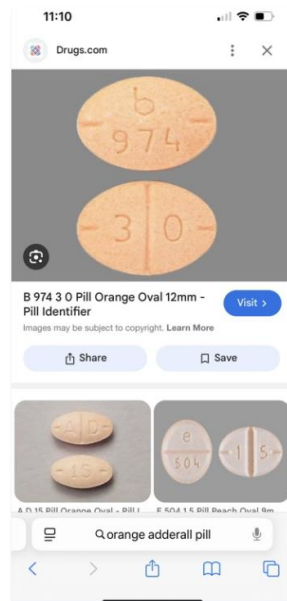 11:10
Drugs.com
b
974
3 0
B 974 3 0 Pill Orange Oval 12mm -
Pill Identifier
Visit >
Images may be subject to copyright. Learn More
Share
Save
A D
15
e
504
1 5
A D 15 Pill Orange Oval - Pill I
E 504 1 5 Pill Peach Oval 9m
orange adderall pill